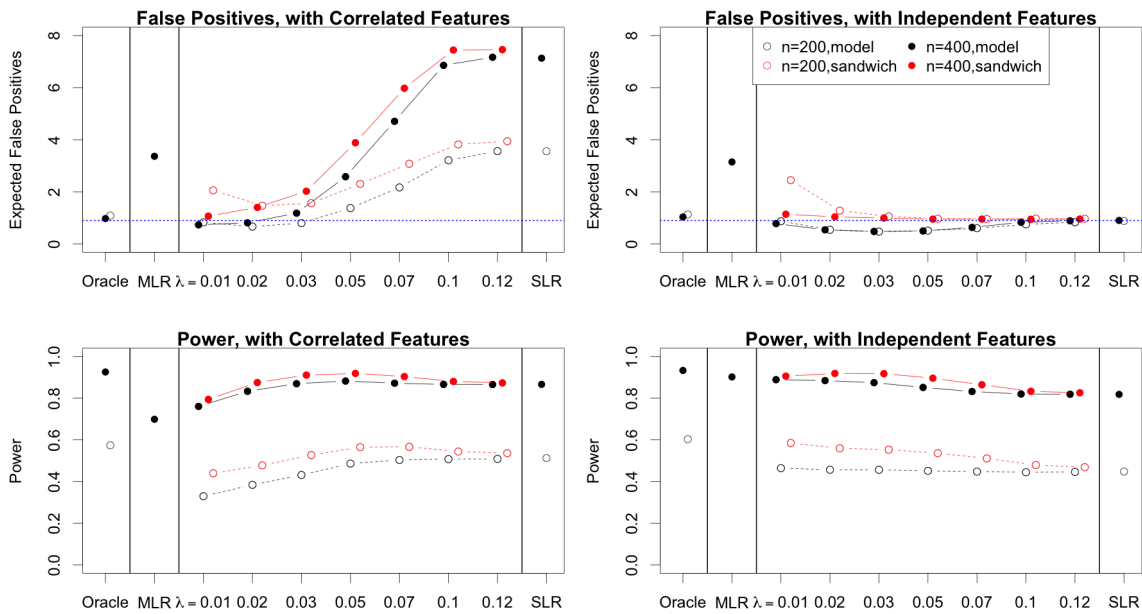 False Positives, with Correlated Features
Expected False Positives
8
6
4
2
0
Oracle MLR λ = 0.01 0.02 0.03 0.05 0.07 0.1 0.12 SLR
False Positives, with Independent Features
n=200,model n=400,model
n=200,sandwich n=400,sandwich
Expected False Positives
8
6
4
2
0
Oracle MLR λ = 0.01 0.02 0.03 0.05 0.07 0.1 0.12 SLR
Power, with Correlated Features
Power
1.0
0.8
0.6
0.4
0.2
0.0
Oracle MLR λ = 0.01 0.02 0.03 0.05 0.07 0.1 0.12 SLR
Power, with Independent Features
Power
1.0
0.8
0.6
0.4
0.2
0.0
Oracle MLR λ = 0.01 0.02 0.03 0.05 0.07 0.1 0.12 SLR